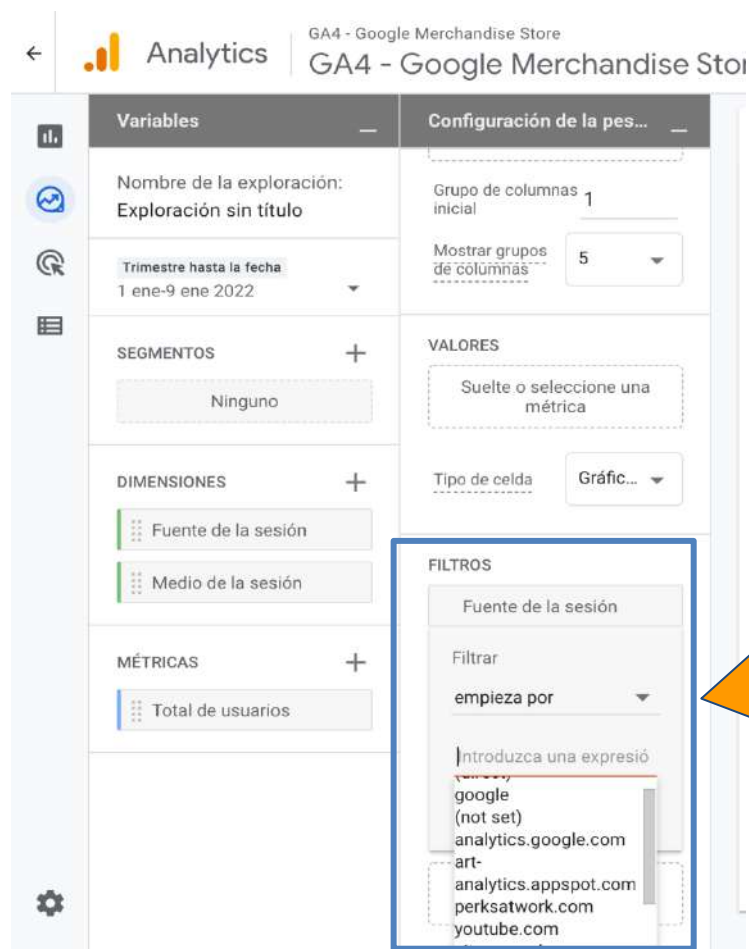 Analytics
GA4 - Google Merchandise Store
GA4 - Google Merchandise Stor
Variables
Nombre de la exploración:
Exploración sin título
Trimestre hasta la fecha
1 ene-9 ene 2022
SEGMENTOS
Ninguno
DIMENSIONES
Fuente de la sesión
Medio de la sesión
MÉTRICAS
Total de usuarios
Configuración de la pes...
Grupo de columnas
inicial
1
Mostrar grupos
de columnas
5
VALORES
Suelte o seleccione una
métrica
Tipo de celda
Gráfic...
FILTROS
Fuente de la sesión
Filtrar
empieza por
Introduzca una expresió
(direct)
google
(not set)
analytics.google.com
art-
analytics.appspot.com
perksatwork.com
youtube.com